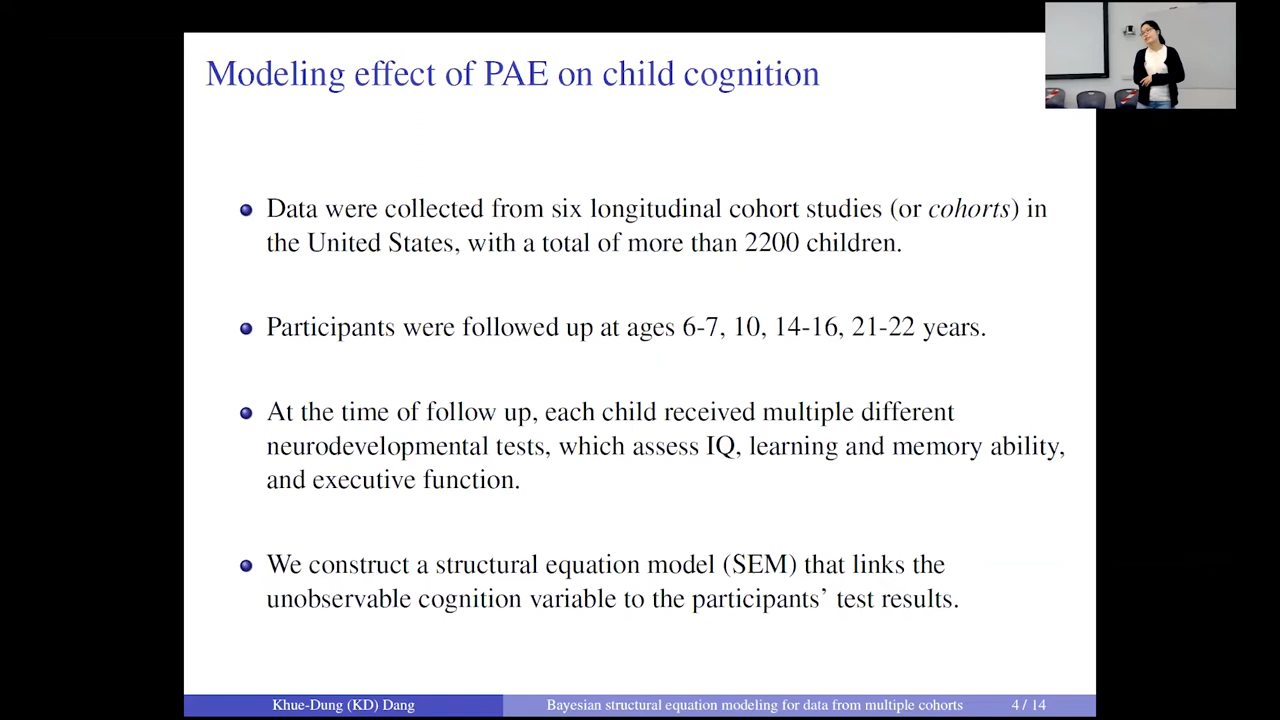 Modeling effect of PAE on child cognition
Data were collected from six longitudinal cohort studies (or cohorts) in
the United States, with a total of more than 2200 children.
Participants were followed up at ages 6-7, 10, 14-16, 21-22 years.
At the time of follow up, each child received multiple different
neurodevelopmental tests, which assess IQ, learning and memory ability,
and executive function.
We construct a structural equation model (SEM) that links the
unobservable cognition variable to the participants' test results.
Khue-Dung (KD) Dang
Bayesian structural equation modeling for data from multiple cohorts
4 / 14